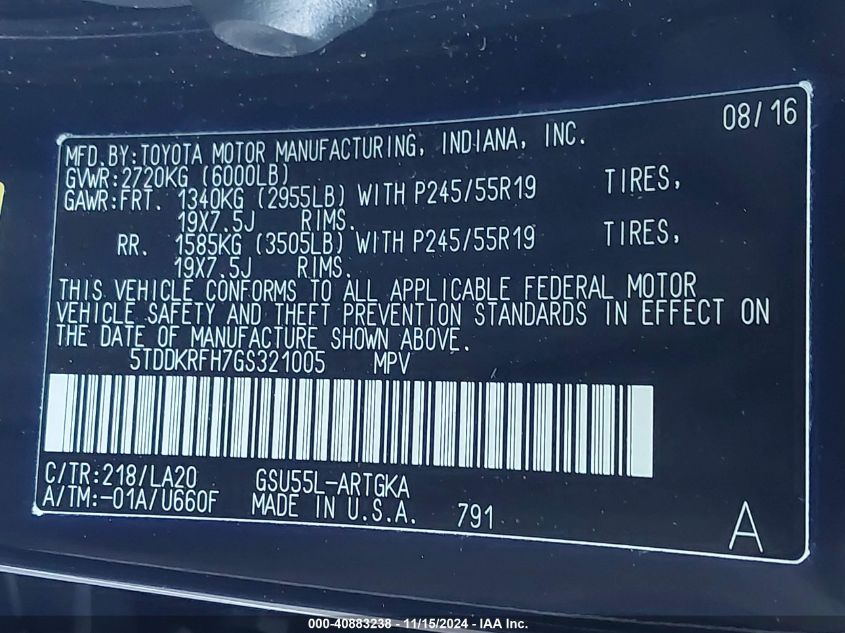 08/16
MFD.BY:TOYOTA MOTOR MANUFACTURING, INDIANA, INC.
GVWR:2720KG (6000LB)
GAWR:FRT. 1340KG (2955LB) WITH P245/55R19 TIRES,
19X7.5J RIMS.
RR. 1585KG (3505LB) WITH P245/55R19 TIRES,
19X7.5J RIMS.
THIS VEHICLE CONFORMS TO ALL APPLICABLE FEDERAL MOTOR
VEHICLE SAFETY AND THEFT PREVENTION STANDARDS IN EFFECT ON
THE DATE OF MANUFACTURE SHOWN ABOVE.
5TDDKRFH7GS321005 MPV
C/TR:218/LA20 GSU55L-ARTGKA
A/TM:-01A/U660F MADE IN U.S.A. 791
A
000-40883238 - 11/15/2024 - IAA Inc.